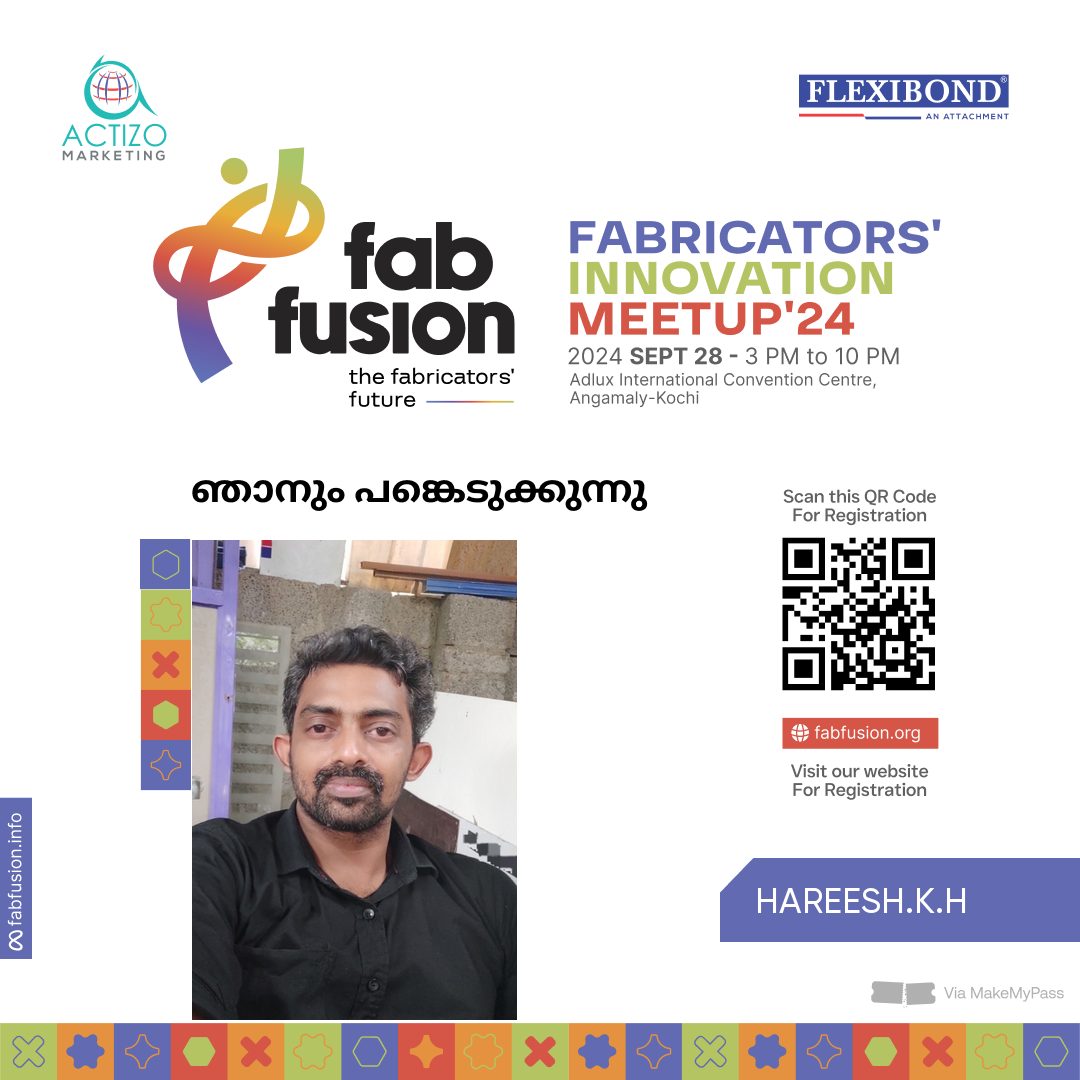 ACTIZO
MARKETING
FLEXIBOND®
AN ATTACHMENT
fab
fusion
the fabricators'
future
FABRICATORS'
INNOVATION
MEETUP'24
2024 SEPT 28 - 3 PM to 10 PM
Adlux International Convention Centre,
Angamaly-Kochi
ഞാനും പങ്കെടുക്കുന്നു
Scan this QR Code
For Registration
fabfusion.org
Visit our website
For Registration
fabfusion.info
HAREESH.K.H
Via MakeMyPass